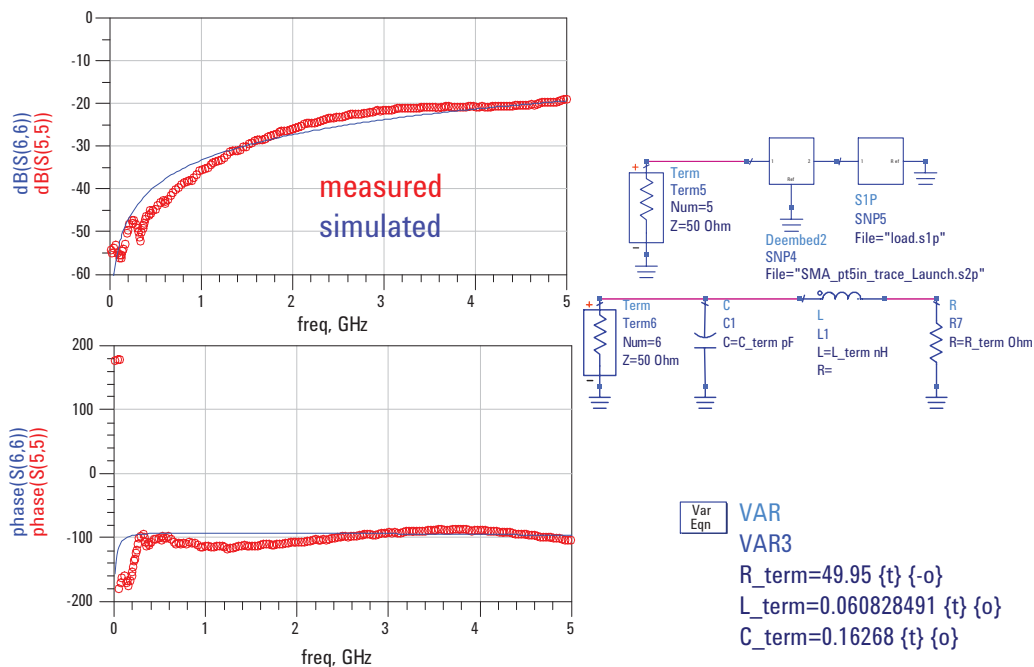 0
-10
-20
-30
-40
-50
-60
dB(S(6,6))
dB(S(5,5))
measured
simulated
0 1 2 3 4 5
freq, GHz
200
100
0
-100
-200
phase(S(6,6))
phase(S(5,5))
0 1 2 3 4 5
freq, GHz
+
-
Term
Term5
Num=5
Z=50 Ohm
1 2
Ref
Deembed2
SNP4
File="SMA_pt5in_trace_Launch.s2p"
1 Ref
S1P
SNP5
File="load.s1p"
+
-
Term
Term6
Num=6
Z=50 Ohm
C
C1
C=C_term pF
L
L1
L=L_term nH
R=
R
R7
R=R_term Ohm
Var
Eqn
VAR
VAR3
R_term=49.95 {t} {-o}
L_term=0.060828491 {t} {o}
C_term=0.16268 {t} {o}